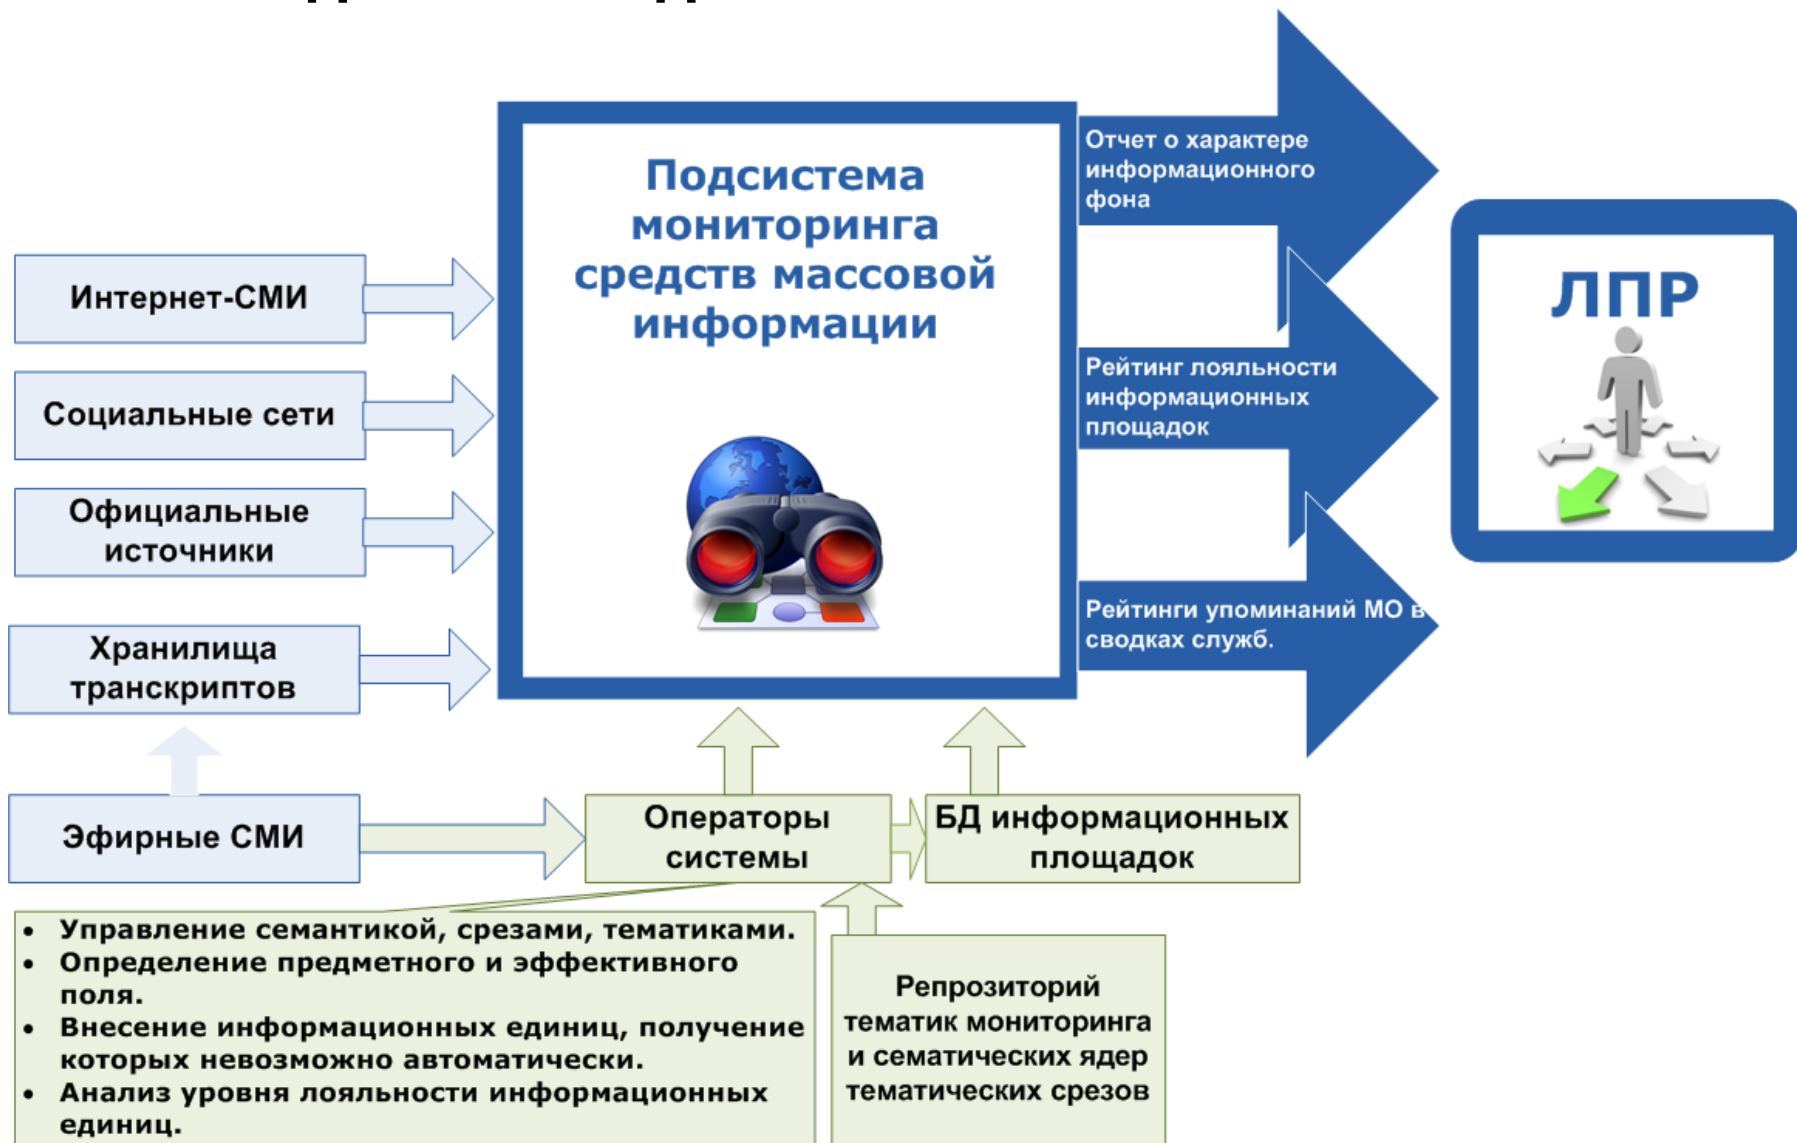 Подсистема
мониторинга
средств массовой
информации
Отчет о характере
информационного
фона
ЛПР
Интернет-СМИ
Социальные сети
Рейтинг лояльности
информационных
площадок
Официальные
источники
Рейтинги упоминаний МО в
сводках служб.
Хранилища
транскриптов
Эфирные СМИ
Операторы
системы
БД информационных
площадок
• Управление семантикой, срезами, тематиками.
• Определение предметного и эффективного
поля.
• Внесение информационных единиц, получение
которых невозможно автоматически.
• Анализ уровня лояльности информационных
единиц.
Репрозиторий
тематик мониторинга
и сематических ядер
тематических срезов